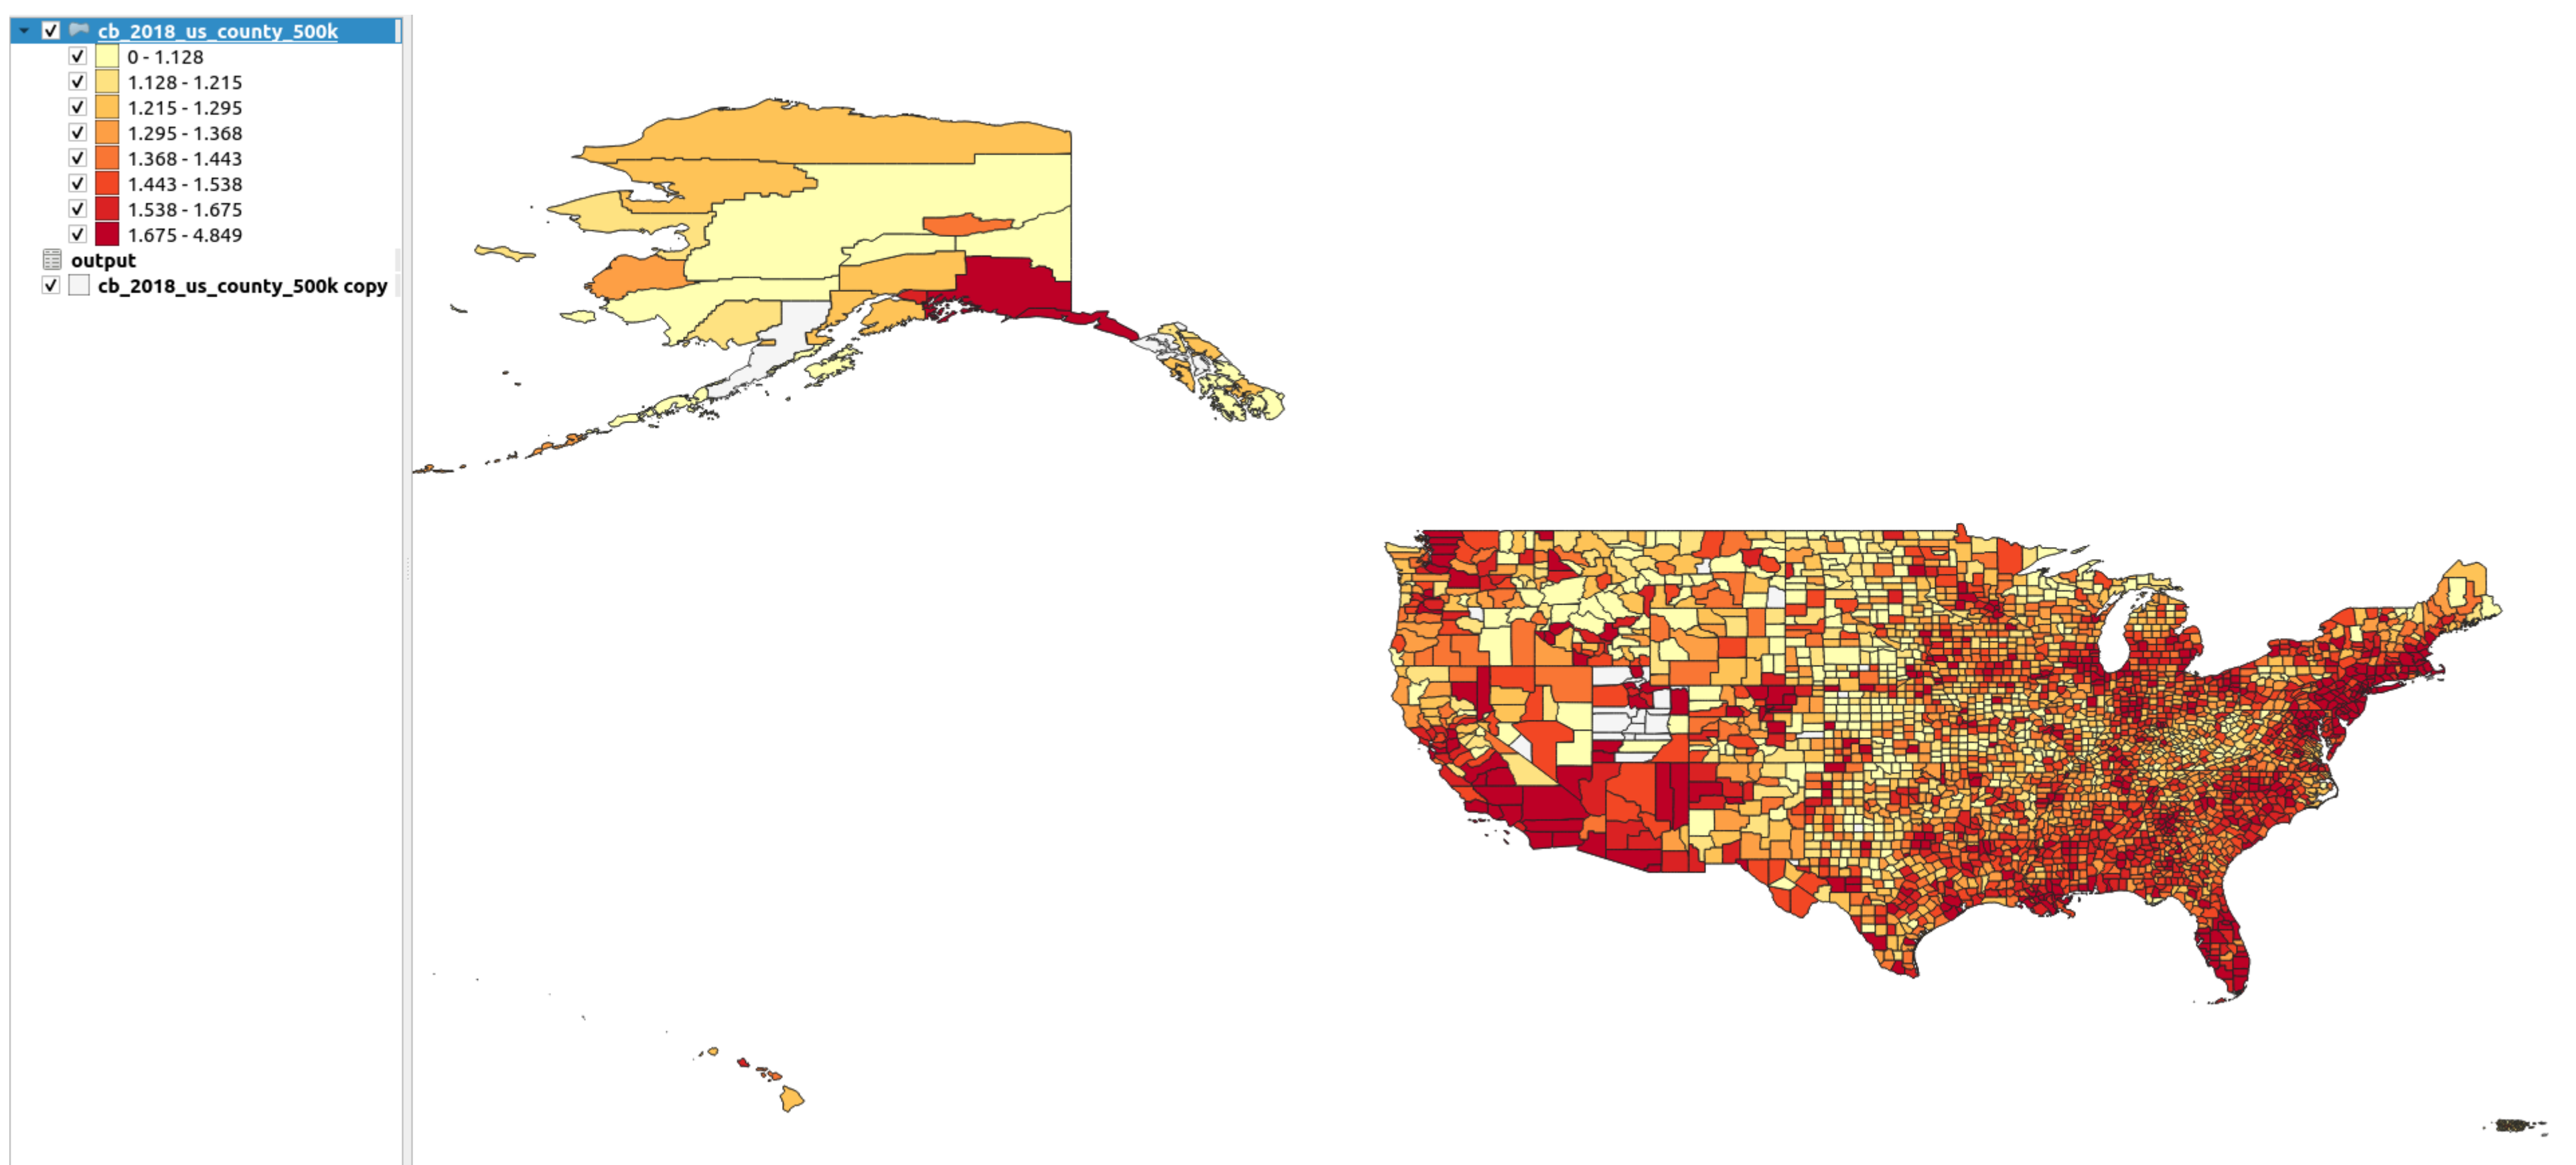 cb_2018_us_county_500k
0 - 1.128
1.128 - 1.215
1.215 - 1.295
1.295 - 1.368
1.368 - 1.443
1.443 - 1.538
1.538 - 1.675
1.675 - 4.849
output
cb_2018_us_county_500k copy